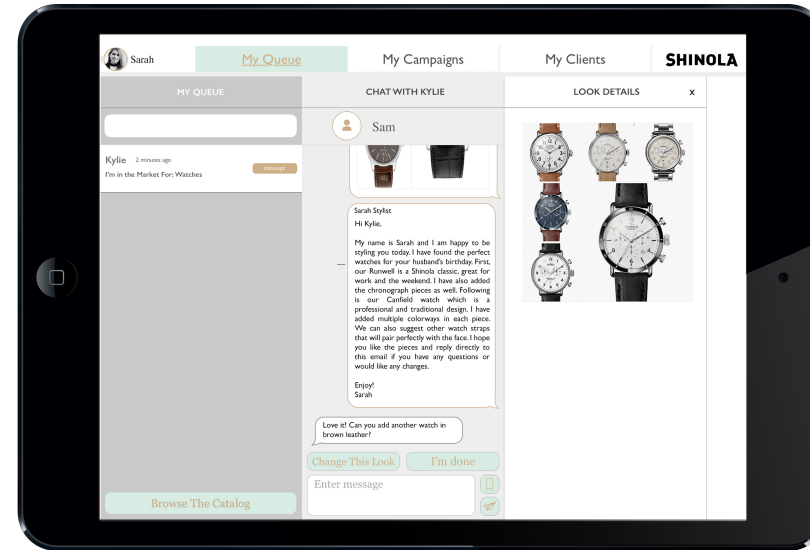 Sarah
My Queue
My Campaigns
My Clients
SHINOLA
MY QUEUE
CHAT WITH KYLIE
LOOK DETAILS
x
Sam
Kylie 2 minutes ago
I'm in the Market For: Watches
message
Sarah Stylist
Hi Kylie,
My name is Sarah and I am happy to be
styling you today. I have found the perfect
watches for your husband's birthday. First,
our Runwell is a Shinola classic, great for
work and the weekend. I have also added
the chronograph pieces as well. Following
is our Canfield watch which is a
professional and traditional design. I have
added multiple colorways in each piece.
We can also suggest other watch straps
that will pair perfectly with the face. I hope
you like the pieces and reply directly to
this email if you have any questions or
would like any changes.
Enjoy!
Sarah
Love it! Can you add another watch in
brown leather?
Change This Look
I'm done
Enter message
Browse The Catalog